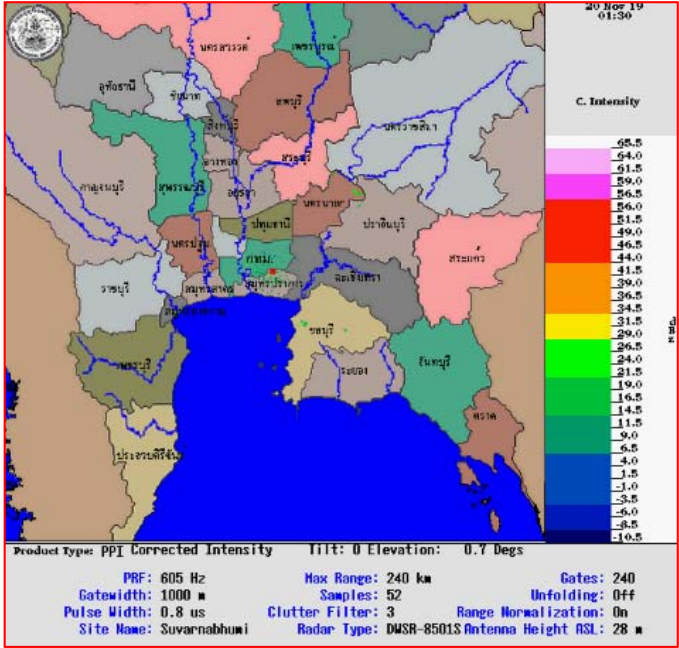 20 Nov 19
01:30
C. Intensity
นครสวรรค์
เพชรบูรณ์
อุทัยธานี
ชัยนาท
ลพบุรี
สิงห์บุรี
นครราชสีมา
อ่างทอง
สระบุรี
กาญจนบุรี
สุพรรณบุรี
อยุธยา
นครนายก
ปราจีนบุรี
ปทุมธานี
นครปฐม
สระแก้ว
กทม.
ฉะเชิงเทรา
ราชบุรี
สมุทรสาคร
สมุทรปราการ
ชลบุรี
เพชรบุรี
ระยอง
จันทบุรี
ตราด
65.5
64.0
61.5
59.0
56.5
56.0
51.5
49.0
46.5
44.0
41.5
39.0
36.5
34.0
31.5
29.0
26.5
24.0
21.5
19.0
16.5
14.5
11.5
9.0
6.5
4.0
1.5
-1.0
-3.5
-6.0
-8.5
-10.5
Product Type: PPI Corrected Intensity Tilt: 0 Elevation: 0.7 Degs
PRF: 605 Hz Max Range: 240 km Gates: 240
Gatewidth: 1000 m Samples: 52 Unfolding: Off
Pulse Width: 0.8 us Clutter Filter: 3 Range Normalization: On
Site Name: Suvarnabhumi Radar Type: DWSR-8501S Antenna Height ASL: 28 m